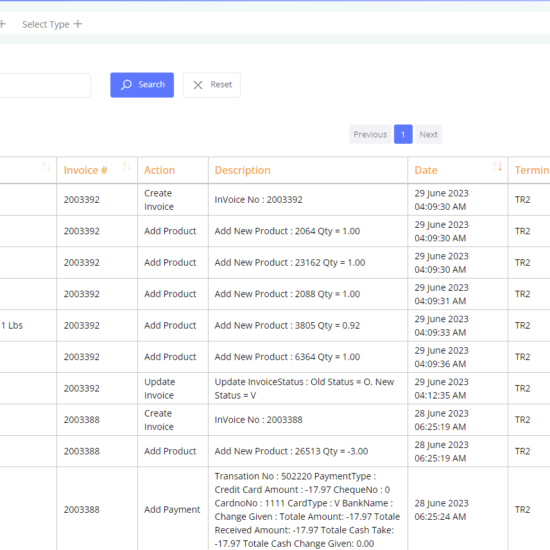 Select Type +
Search
Reset
Previous 1 Next
Invoice # Action Description Date Termin
2003392 Create Invoice InVoice No : 2003392 29 June 2023 04:09:30 AM TR2
2003392 Add Product Add New Product : 2064 Qty = 1.00 29 June 2023 04:09:30 AM TR2
2003392 Add Product Add New Product : 23162 Qty = 1.00 29 June 2023 04:09:30 AM TR2
2003392 Add Product Add New Product : 2088 Qty = 1.00 29 June 2023 04:09:31 AM TR2
1 Lbs 2003392 Add Product Add New Product : 3805 Qty = 0.92 29 June 2023 04:09:33 AM TR2
2003392 Add Product Add New Product : 6364 Qty = 1.00 29 June 2023 04:09:36 AM TR2
2003392 Update Invoice Update InvoiceStatus : Old Status = O, New Status = V 29 June 2023 04:12:35 AM TR2
2003388 Create Invoice InVoice No : 2003388 28 June 2023 06:25:19 AM TR2
2003388 Add Product Add New Product : 26513 Qty = -3.00 28 June 2023 06:25:19 AM TR2
2003388 Add Payment Transation No : 502220 PaymentType :
Credit Card Amount : -17.97 ChequeNo : 0
CardnoNo : 1111 CardType : V BankName :
Change Given : Totale Amount: -17.97 Totale
Received Amount: -17.97 Totale Cash Take:
-17.97 Totale Cash Change Given: 0.00
28 June 2023 06:25:24 AM TR2